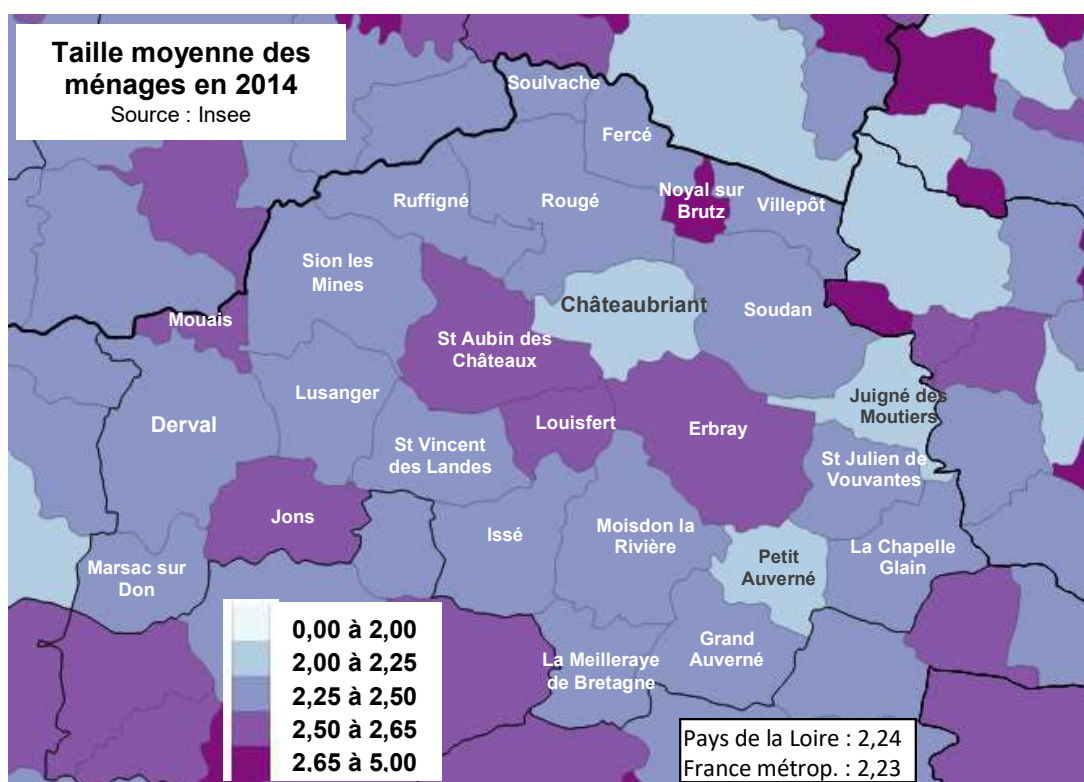 Taille moyenne des
ménages en 2014
Source : Insee
Soulvache
Fercé
Ruffigné
Rougé
Noyal sur
Brutz
Villepôt
Sion les
Mines
Châteaubriant
Soudan
Mouais
St Aubin des
Châteaux
Lusanger
Juigné des
Moutiers
Derval
Louisfert
Erbray
St Vincent
des Landes
St Julien de
Vouvantes
Jons
Issé
Moisdon la
Rivière
Petit
Auverné
La Chapelle
Glain
Marsac sur
Don
Grand
Auverné
La Meilleraye
de Bretagne
0,00 à 2,00
2,00 à 2,25
2,25 à 2,50
2,50 à 2,65
2,65 à 5,00
Pays de la Loire : 2,24
France métrop. : 2,23